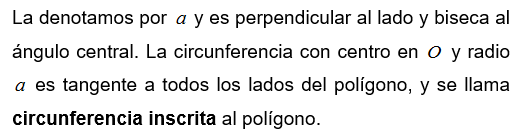 La denotamos por a y es perpendicular al lado y biseca al
ángulo central. La circunferencia con centro en O y radio
a es tangente a todos los lados del polígono, y se llama
circunferencia inscrita al polígono.